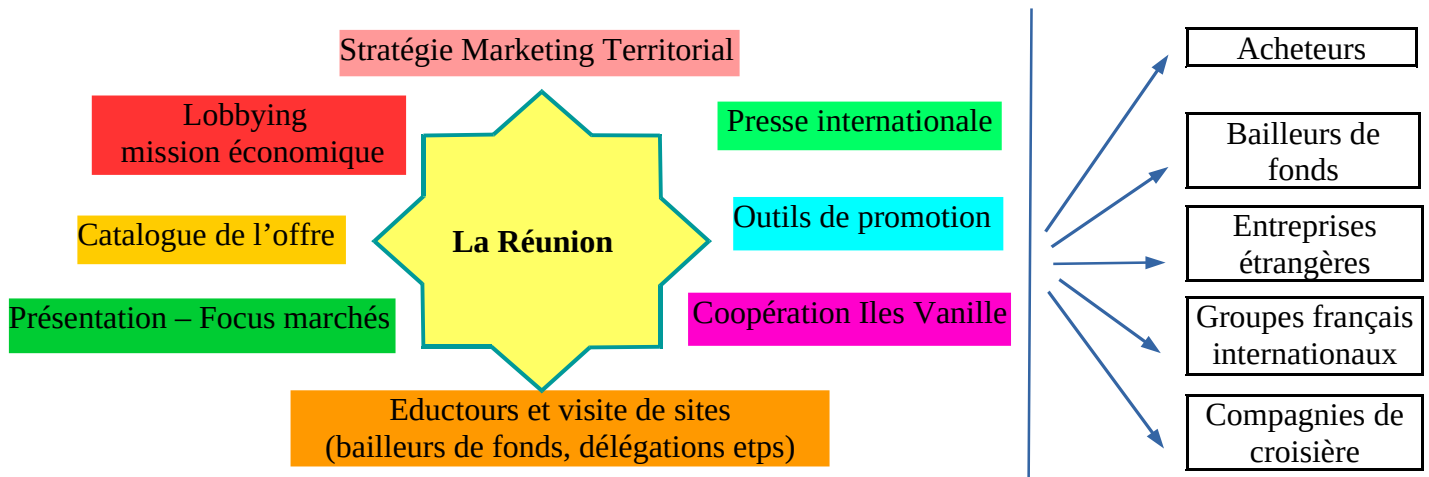 Stratégie Marketing Territorial
Lobbying
mission économique
Presse internationale
Catalogue de l’offre
La Réunion
Outils de promotion
Présentation – Focus marchés
Coopération Iles Vanille
Eductours et visite de sites
(bailleurs de fonds, délégations etps)
Acheteurs
Bailleurs de
fonds
Entreprises
étrangères
Groupes français
internationaux
Compagnies de
croisière